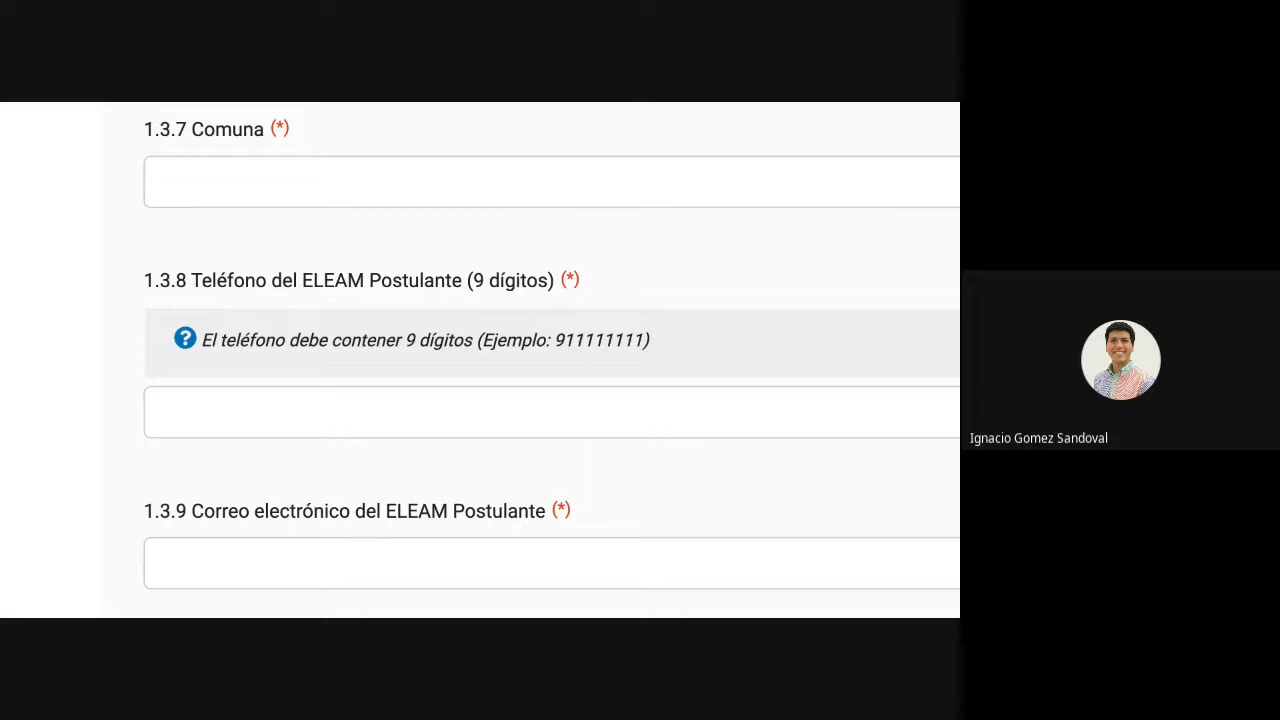 1.3.7 Comuna (*)
1.3.8 Teléfono del ELEAM Postulante (9 dígitos) (*)
? El teléfono debe contener 9 dígitos (Ejemplo: 911111111)
1.3.9 Correo electrónico del ELEAM Postulante (*)
Ignacio Gomez Sandoval